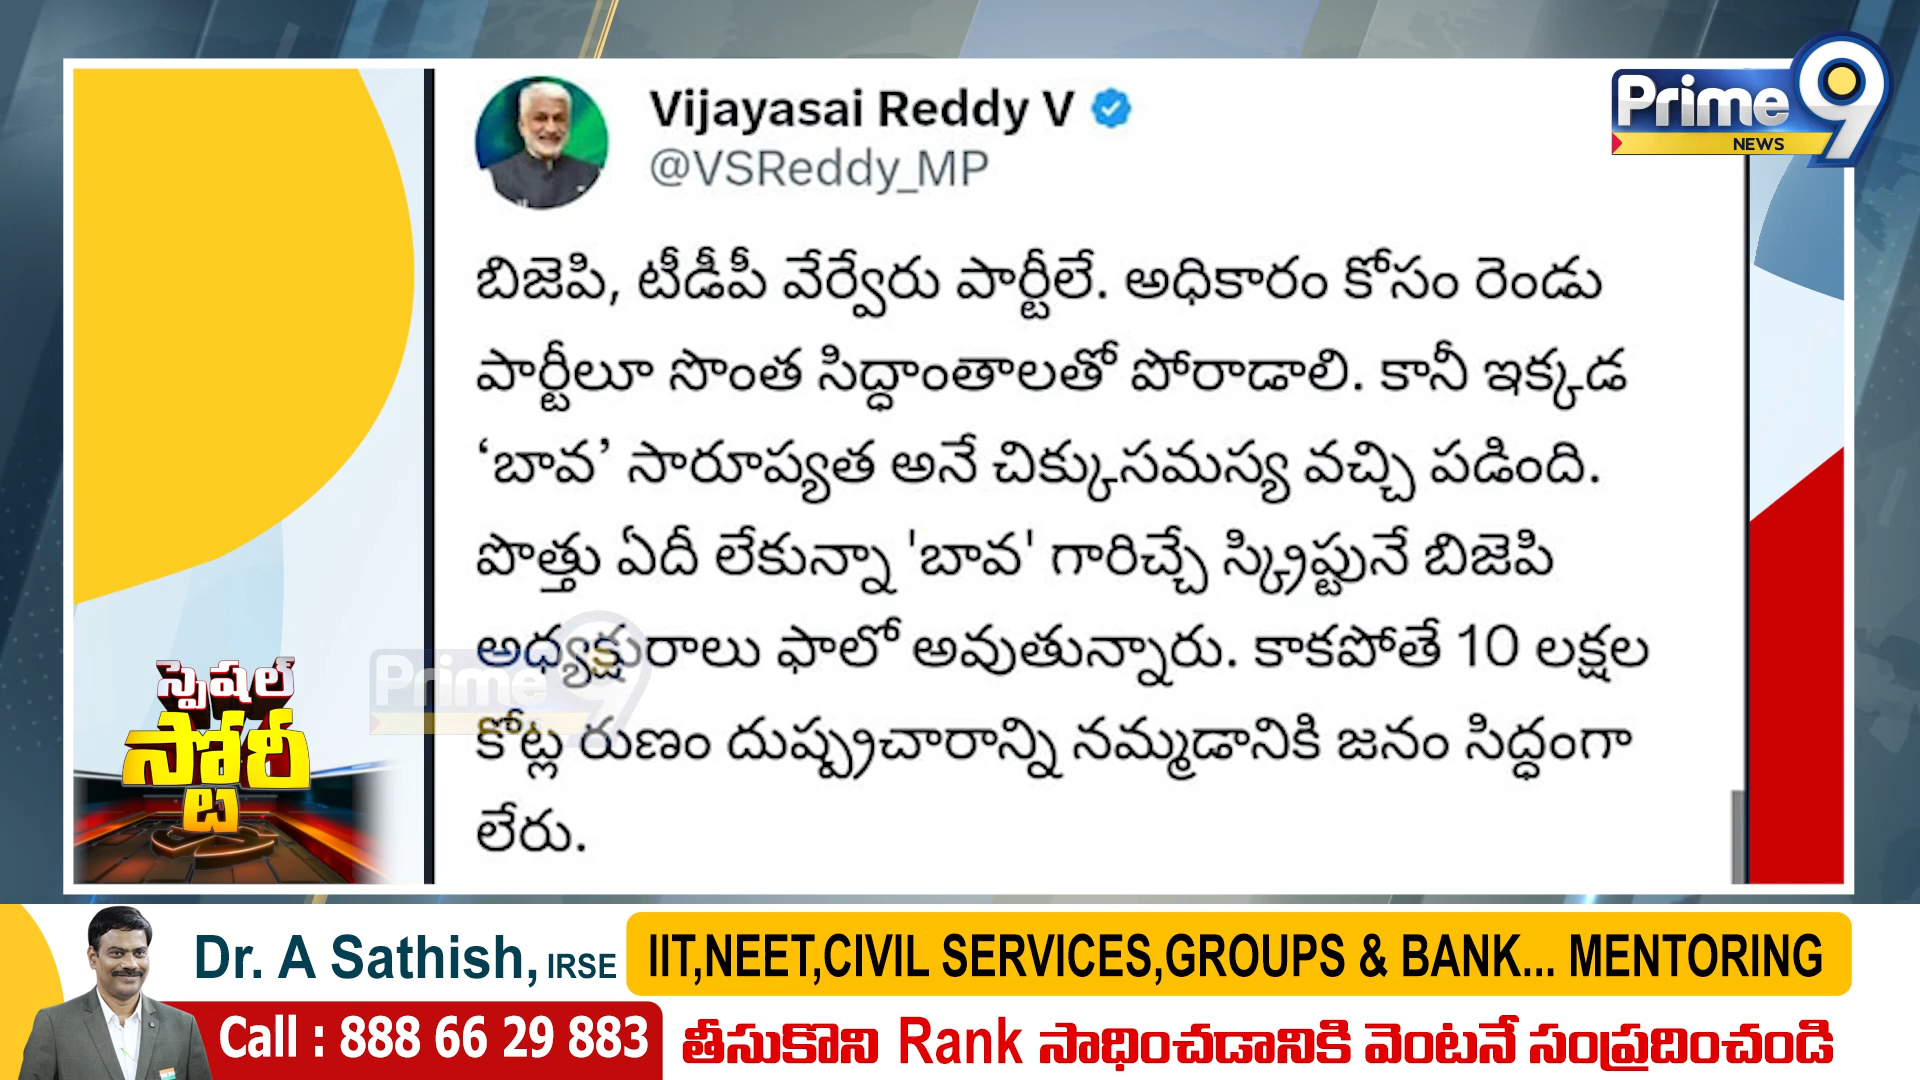 Vijayasai Reddy V
@VSReddy_MP
Prime 9
NEWS
బిజెపి, టీడీపీ వేర్వేరు పార్టీలే. అధికారం కోసం రెండు
పార్టీలూ సొంత సిద్ధాంతాలతో పోరాడాలి. కానీ ఇక్కడ
‘బావ’ సారూప్యత అనే చిక్కుసమస్య వచ్చి పడింది.
పొత్తు ఏదీ లేకున్నా 'బావ' గారిచ్చే స్క్రిప్టునే బిజెపి
అధ్యక్షురాలు ఫాలో అవుతున్నారు. కాకపోతే 10 లక్షల
కోట్ల రుణం దుష్ప్రచారాన్ని నమ్మడానికి జనం సిద్ధంగా
లేరు.
Prime 9
స్పెషల్
స్టోరీ
Dr. A Sathish, IRSE
IIT,NEET,CIVIL SERVICES,GROUPS & BANK... MENTORING
Call : 888 66 29 883
తీసుకొని Rank సాధించడానికి వెంటనే సంప్రదించండి